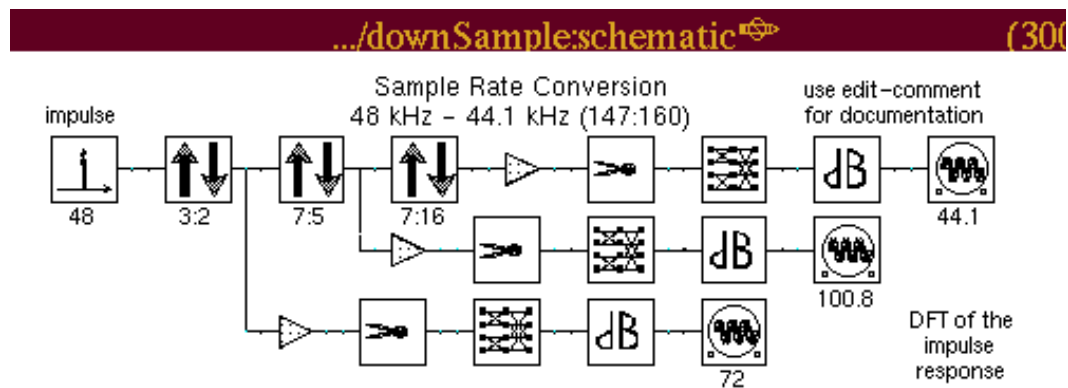 .../downSample:schematic
(300
Sample Rate Conversion
48 kHz – 44.1 kHz (147:160)
use edit–comment
for documentation
impulse
dB
48
3:2
7:5
7:16
44.1
dB
100.8
dB
72
DFT of the
impulse
response